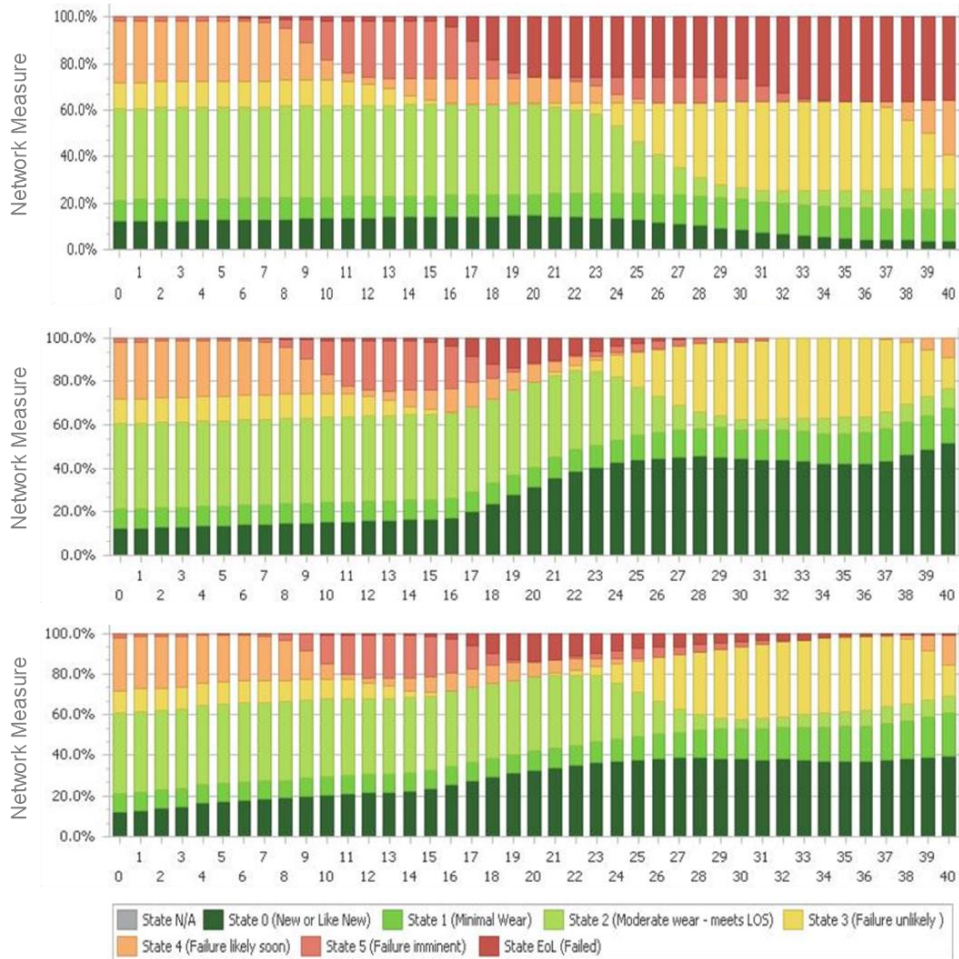 Network Measure
100.0%
80.0%
60.0%
40.0%
20.0%
0.0%
1 3 5 7 9 11 13 15 17 19 21 23 25 27 29 31 33 35 37 39
0 2 4 6 8 10 12 14 16 18 20 22 24 26 28 30 32 34 36 38 40
Network Measure
100.0%
80.0%
60.0%
40.0%
20.0%
0.0%
1 3 5 7 9 11 13 15 17 19 21 23 25 27 29 31 33 35 37 39
0 2 4 6 8 10 12 14 16 18 20 22 24 26 28 30 32 34 36 38 40
Network Measure
100.0%
80.0%
60.0%
40.0%
20.0%
0.0%
1 3 5 7 9 11 13 15 17 19 21 23 25 27 29 31 33 35 37 39
0 2 4 6 8 10 12 14 16 18 20 22 24 26 28 30 32 34 36 38 40
State N/A State 0 (New or Like New) State 1 (Minimal Wear) State 2 (Moderate wear - meets LOS) State 3 (Failure unlikely )
State 4 (Failure likely soon) State 5 (Failure imminent) State EoL (Failed)